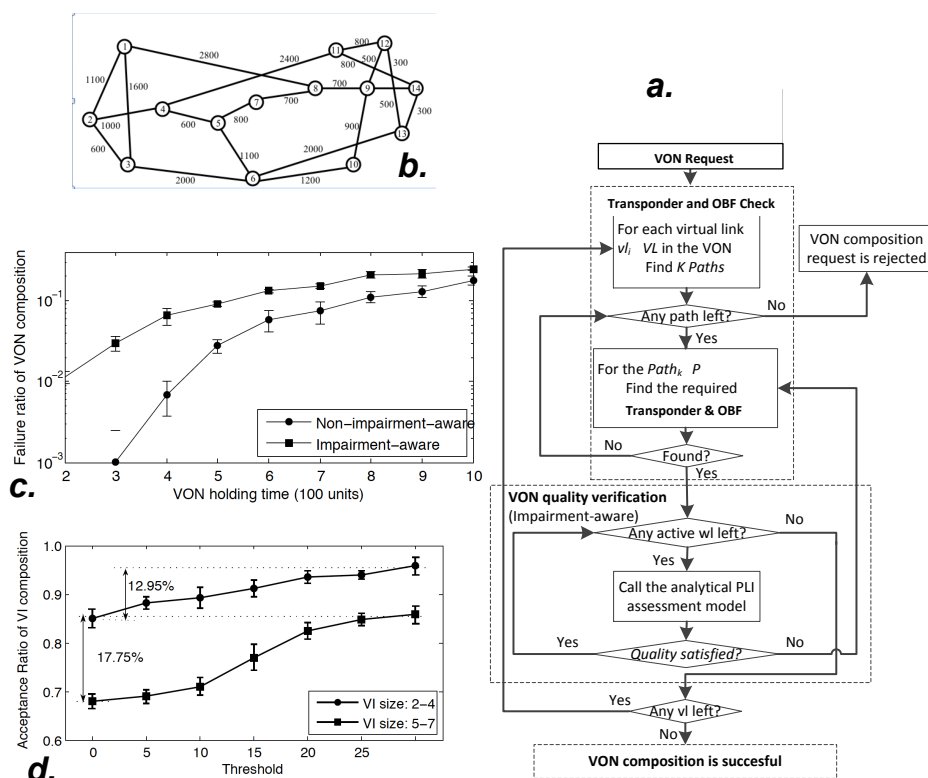 a.
VON Request
Transponder and OBF Check
For each virtual link
vl_i VL in the VON
Find K Paths
VON composition
request is rejected
No
Any path left?
Yes
For the Path_k P
Find the required
Transponder & OBF
No
Found?
Yes
VON quality verification
(Impairment-aware)
No
Any active wl left?
Yes
Call the analytical PLI
assessment model
Yes
No
Quality satisfied?
Yes
Any vl left?
No
VON composition is succesful
b.
1
2
3
4
5
6
7
8
9
10
11
12
13
14
1100
1600
2800
2400
1000
600
600
800
700
700
1100
2000
2000
1200
900
800
800
500
300
500
300
c.
Failure ratio of VON composition
10^-1
10^-2
10^-3
Non-impairment-aware
Impairment-aware
2 3 4 5 6 7 8 9 10
VON holding time (100 units)
d.
Acceptance Ratio of VI composition
1.0
0.9
0.8
0.7
0.6
12.95%
17.75%
VI size: 2-4
VI size: 5-7
0 5 10 15 20 25
Threshold